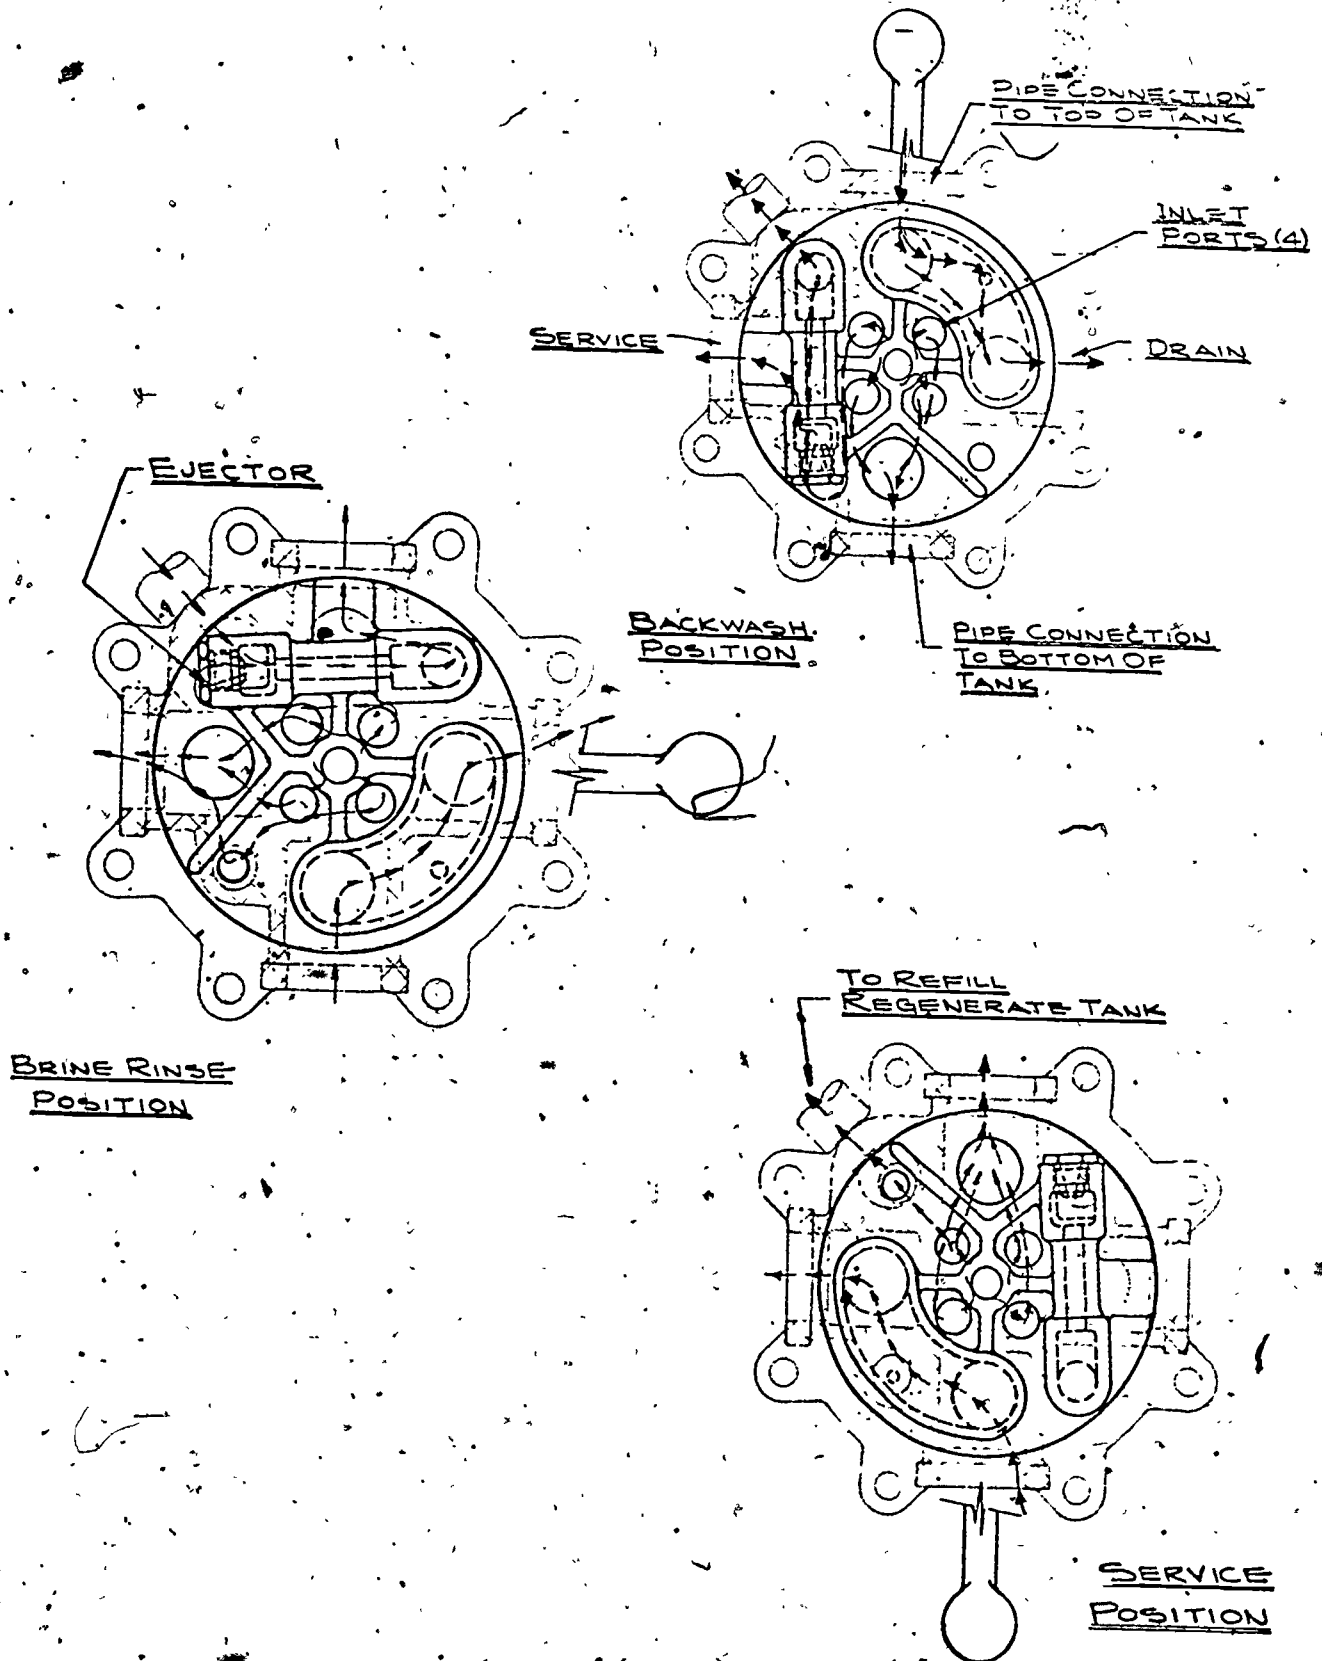 PIPE CONNECTION
TO TOP OF TANK
INLET
PORTS (4)
SERVICE
DRAIN
EJECTOR
BACKWASH
POSITION
PIPE CONNECTION
TO BOTTOM OF
TANK
BRINE RINSE
POSITION
TO REFILL
REGENERATE TANK
SERVICE
POSITION